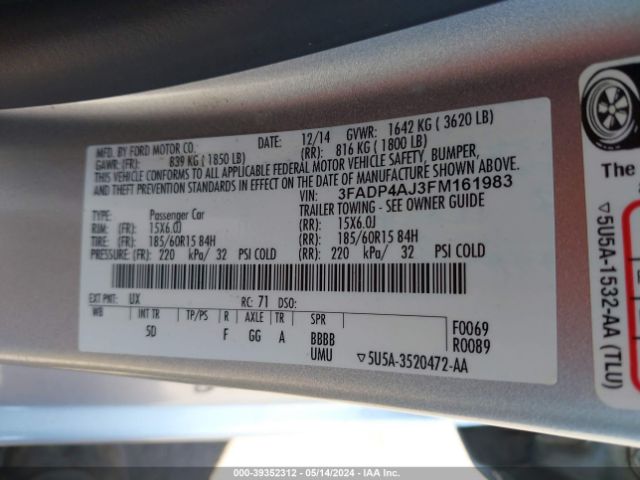 MFD. BY FORD MOTOR CO.
DATE: 12/14 GVWR: 1642 KG ( 3620 LB)
GAWR: (FR): 839 KG ( 1850 LB) (RR): 816 KG ( 1800 LB)
THIS VEHICLE CONFORMS TO ALL APPLICABLE FEDERAL MOTOR VEHICLE SAFETY, BUMPER,
AND THEFT PREVENTION STANDARDS IN EFFECT ON THE DATE OF MANUFACTURE SHOWN ABOVE.
VIN: 3FADP4AJ3FM161983
TYPE: Passenger Car TRAILER TOWING - SEE OWNER GUIDE
RIM: (FR): 15X6.0J (RR): 15X6.0J
TIRE: (FR): 185/60R15 84H (RR): 185/60R15 84H
PRESSURE: (FR): 220 kPa/ 32 PSI COLD (RR): 220 kPa/ 32 PSI COLD
EXT PNT: UX RC: 71 DSO:
WB INT TR TP/PS R AXLE TR SPR
5D F GG A BBBB
UMU
F0069
R0089
▽5U5A-3520472-AA
The
▽5U5A-1532-AA (TLU)
000-39352312 - 05/14/2024 - IAA Inc.